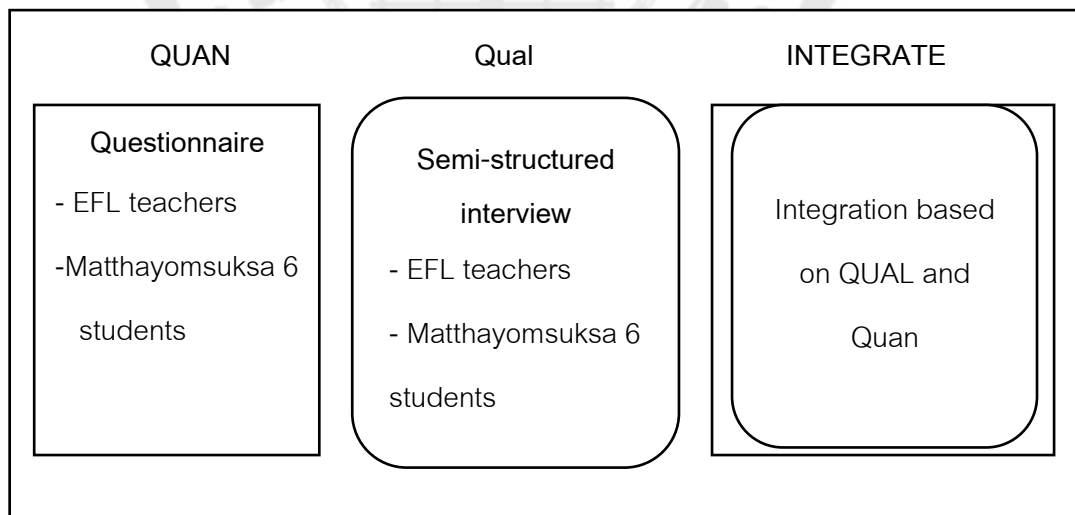 QUAN
Qual
INTEGRATE
Questionnaire
- EFL teachers
-Matthayomsuksa 6
students
Semi-structured
interview
- EFL teachers
- Matthayomsuksa 6
students
Integration based
on QUAL and
Quan